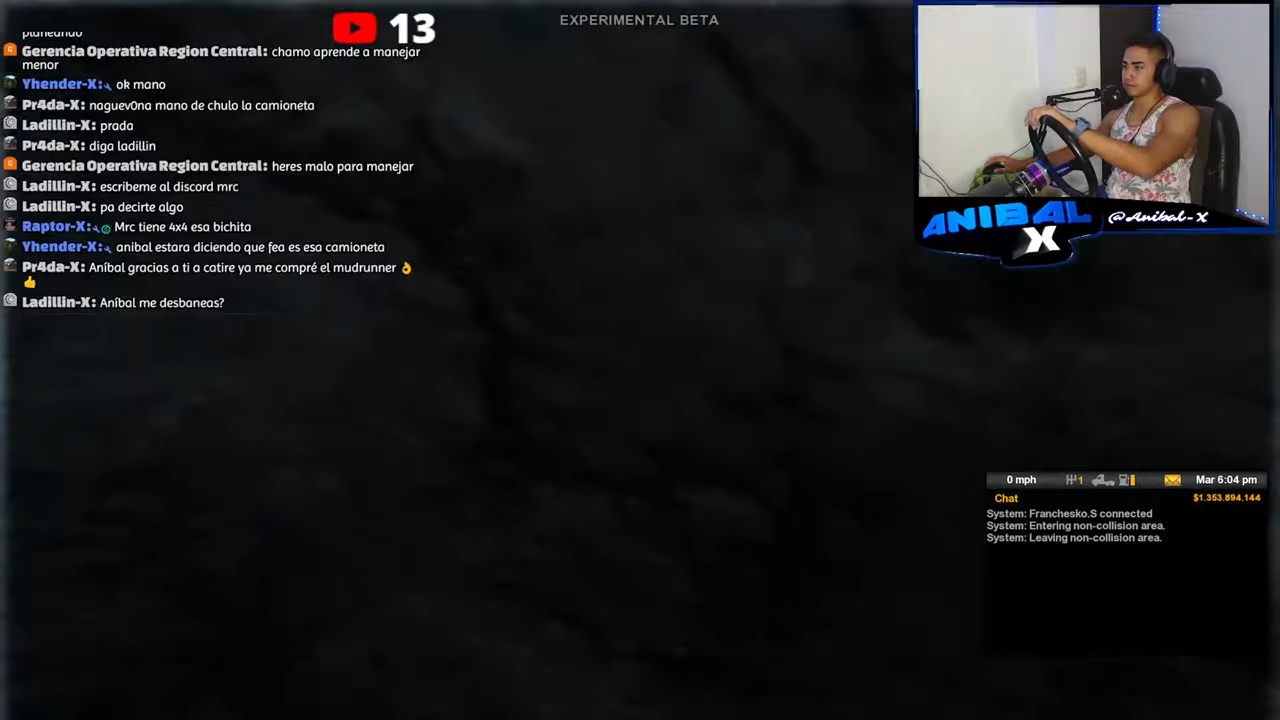 13
EXPERIMENTAL BETA
planeando
Gerencia Operativa Region Central: chamo aprende a manejar
menor
Yhender-X: ok mano
Pr4da-X: naguev0na mano de chulo la camioneta
Ladillin-X: prada
Pr4da-X: diga ladillin
Gerencia Operativa Region Central: heres malo para manejar
Ladillin-X: escribeme al discord mrc
Ladillin-X: pa decirte algo
Raptor-X: Mrc tiene 4x4 esa bichita
Yhender-X: anibal estara diciendo que fea es esa camioneta
Pr4da-X: Aníbal gracias a ti a catire ya me compré el mudrunner 👌
👍
Ladillin-X: Aníbal me desbaneas?
ANIBAL
X
@Anibal-X
0 mph 1 Mar 6:04 pm
Chat $1.353.894.144
System: Franchesko.S connected
System: Entering non-collision area.
System: Leaving non-collision area.